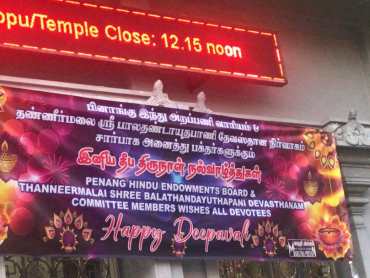 ppu/Temple Close: 12.15 noon
பினாங்கு இந்து அறப்பணி வாரியம் &
தண்ணீர்மலை ஸ்ரீ பாலதண்டாயுதபாணி தேவஸ்தான நிர்வாகம்
சார்பாக அனைத்து பக்தர்களுக்கும்
இனிய தீப திருநாள் நல்வாழ்த்துகள்
PENANG HINDU ENDOWMENTS BOARD &
THANNEERMALAI SHREE BALATHANDAYUTHAPANI DEVASTHANAM
COMMITTEE MEMBERS WISHES ALL DEVOTEES
Happy Deepavali